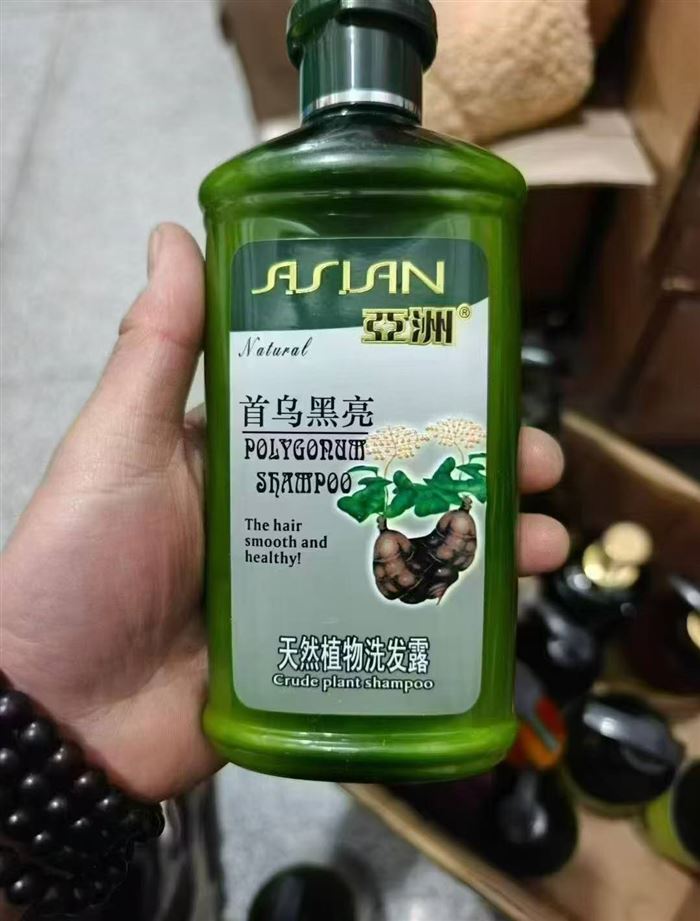 ASIAN
亞洲®
Natural
首乌黑亮
POLYGONUM
SHAMPOO
The hair
smooth and
healthy!
天然植物洗发露
Crude plant shampoo